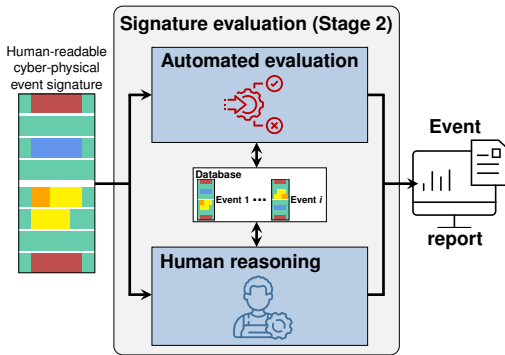 Signature evaluation (Stage 2)
Human-readable
cyber-physical
event signature
Automated evaluation
Database
Event 1 ••• Event i
Human reasoning
Event
report